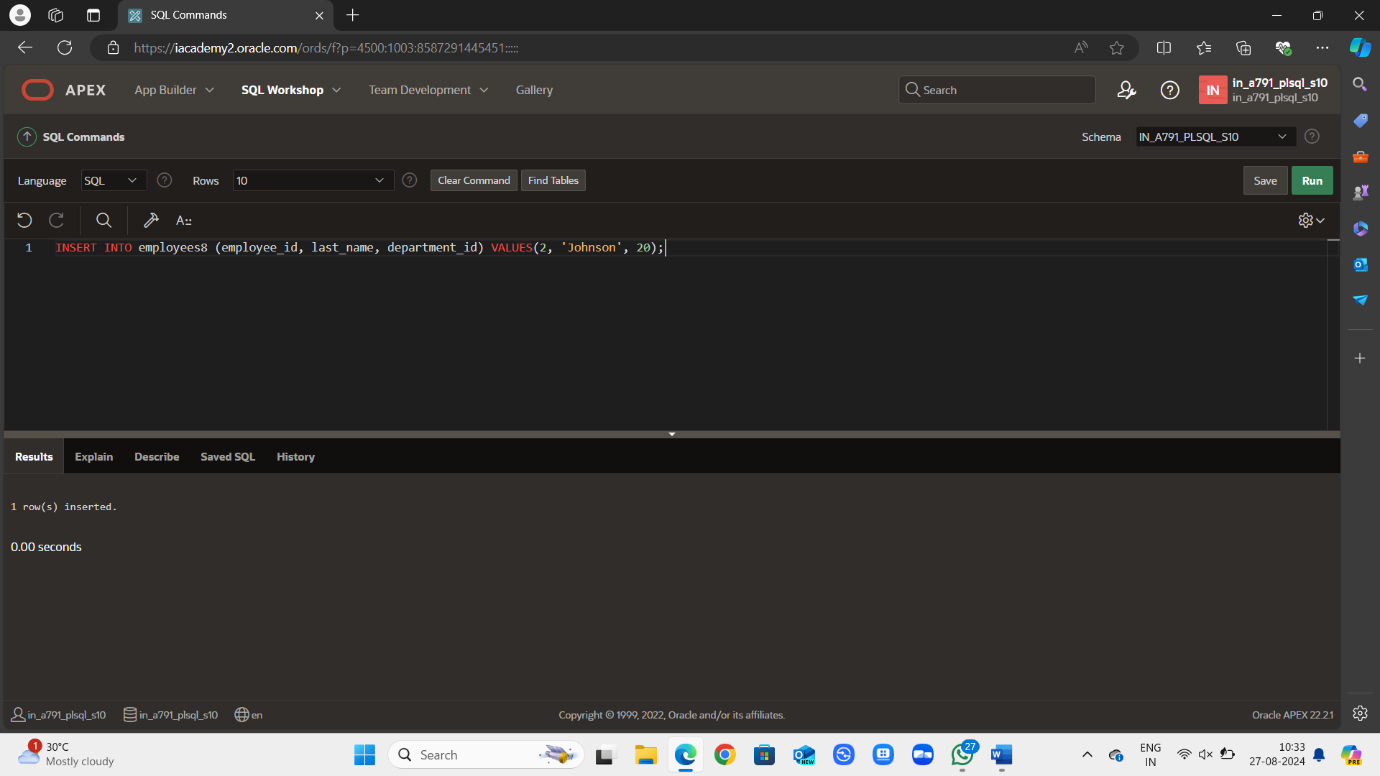 SQL Commands
https://iacademy2.oracle.com/ords/f?p=4500:1003:8587291445451:::::
APEX App Builder SQL Workshop Team Development Gallery Search IN in_a791_plsql_s10
in_a791_plsql_s10
SQL Commands Schema IN_A791_PLSQL_S10
Language SQL Rows 10 Clear Command Find Tables Save Run
A::
1 INSERT INTO employees8 (employee_id, last_name, department_id) VALUES(2, 'Johnson', 20);
Results Explain Describe Saved SQL History
1 row(s) inserted.
0.00 seconds
in_a791_plsql_s10 in_a791_plsql_s10 en Copyright © 1999, 2022, Oracle and/or its affiliates. Oracle APEX 22.2.1
1 30°C
Mostly cloudy
Search
NEW
27
W
ENG
IN
10:33
27-08-2024
PRE